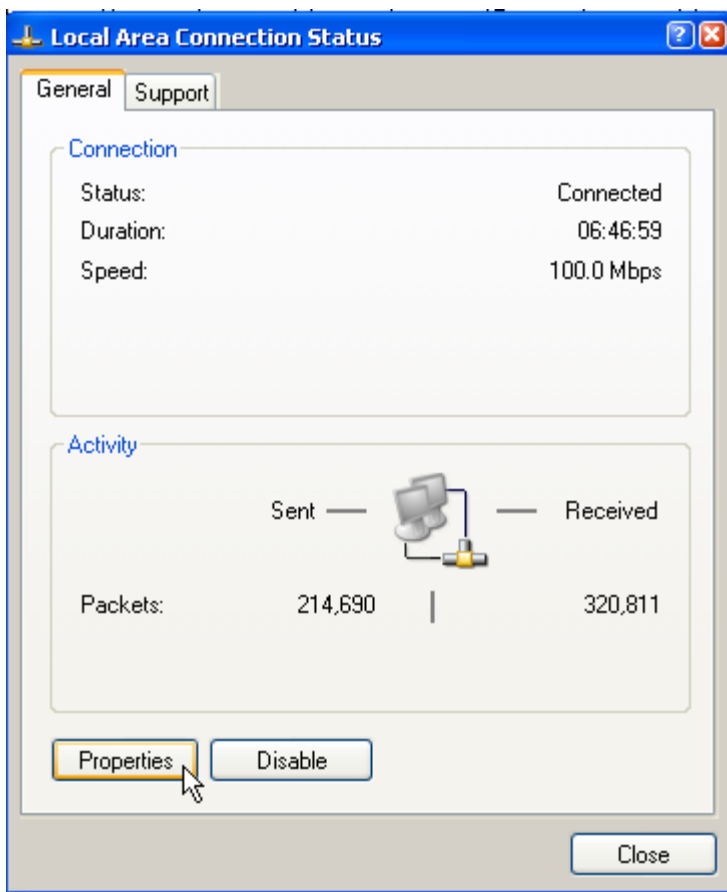 Local Area Connection Status
General Support
Connection
Status: Connected
Duration: 06:46:59
Speed: 100.0 Mbps
Activity
Sent Received
Packets: 214,690 320,811
Properties Disable
Close